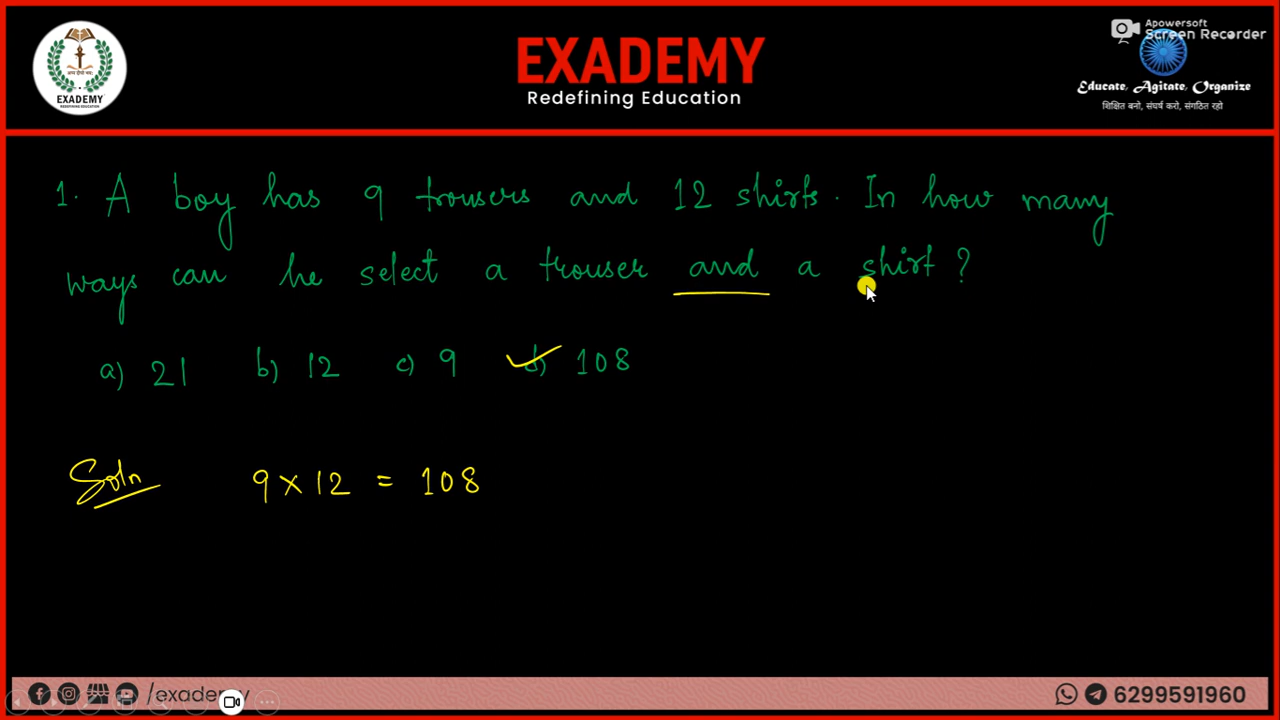 Apowersoft
Screen Recorder
EXADEMY
Redefining Education
EXADEMY
REDEFINING EDUCATION
Educate, Agitate, Organize
शिक्षित बनो, संघर्ष करो, संगठित रहो
1. A boy has 9 trousers and 12 shirts. In how many
ways can he select a trouser and a shirt?
a) 21 b) 12 c) 9 d) 108
Soln 9 × 12 = 108
/exademy 6299591960